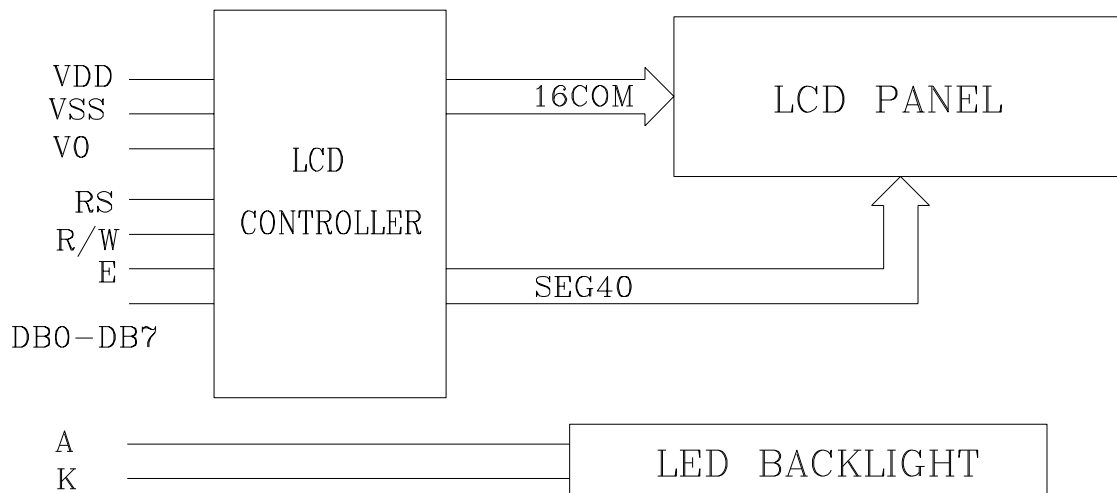 VDD
VSS
V0
RS
R/W
E
DB0-DB7
LCD
CONTROLLER
16COM
SEG40
LCD PANEL
A
K
LED BACKLIGHT